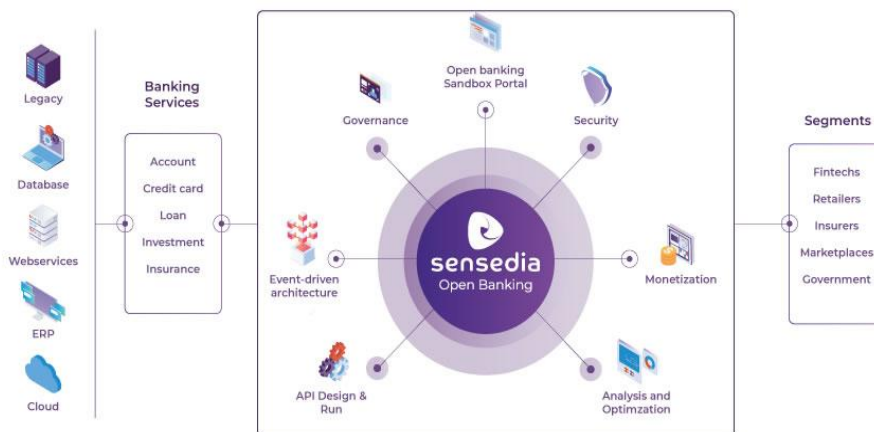 Legacy
Database
Webservices
ERP
Cloud
Banking
Services
Account
Credit card
Loan
Investment
Insurance
Open banking
Sandbox Portal
Governance
Security
Event-driven
architecture
sensedia
Open Banking
Monetization
API Design &
Run
Analysis and
Optimzation
Segments
Fintechs
Retailers
Insurers
Marketplaces
Government